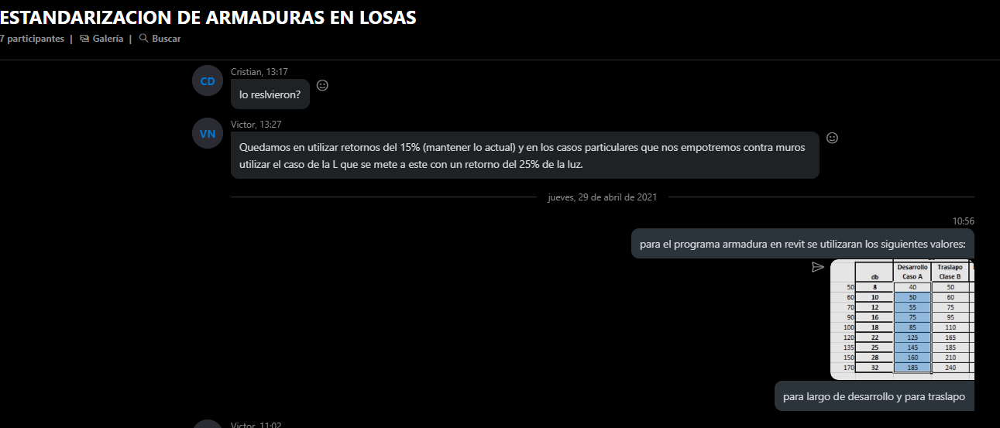 ESTANDARIZACION DE ARMADURAS EN LOSAS
7 participantes | Galería | Buscar
Cristian, 13:17
CD
lo reslvieron?
Victor, 13:27
VN
Quedamos en utilizar retornos del 15% (mantener lo actual) y en los casos particulares que nos empotremos contra muros
utilizar el caso de la L que se mete a este con un retorno del 25% de la luz.
jueves, 29 de abril de 2021
10:56
para el programa armadura en revit se utilizaran los siguientes valores:
db Desarrollo Caso A Traslapo Clase B
50 8 40 50
60 10 50 60
70 12 55 75
90 16 75 95
100 18 85 110
120 22 125 165
135 25 145 185
150 28 160 210
170 32 185 240
para largo de desarrollo y para traslapo
Victor, 11:02